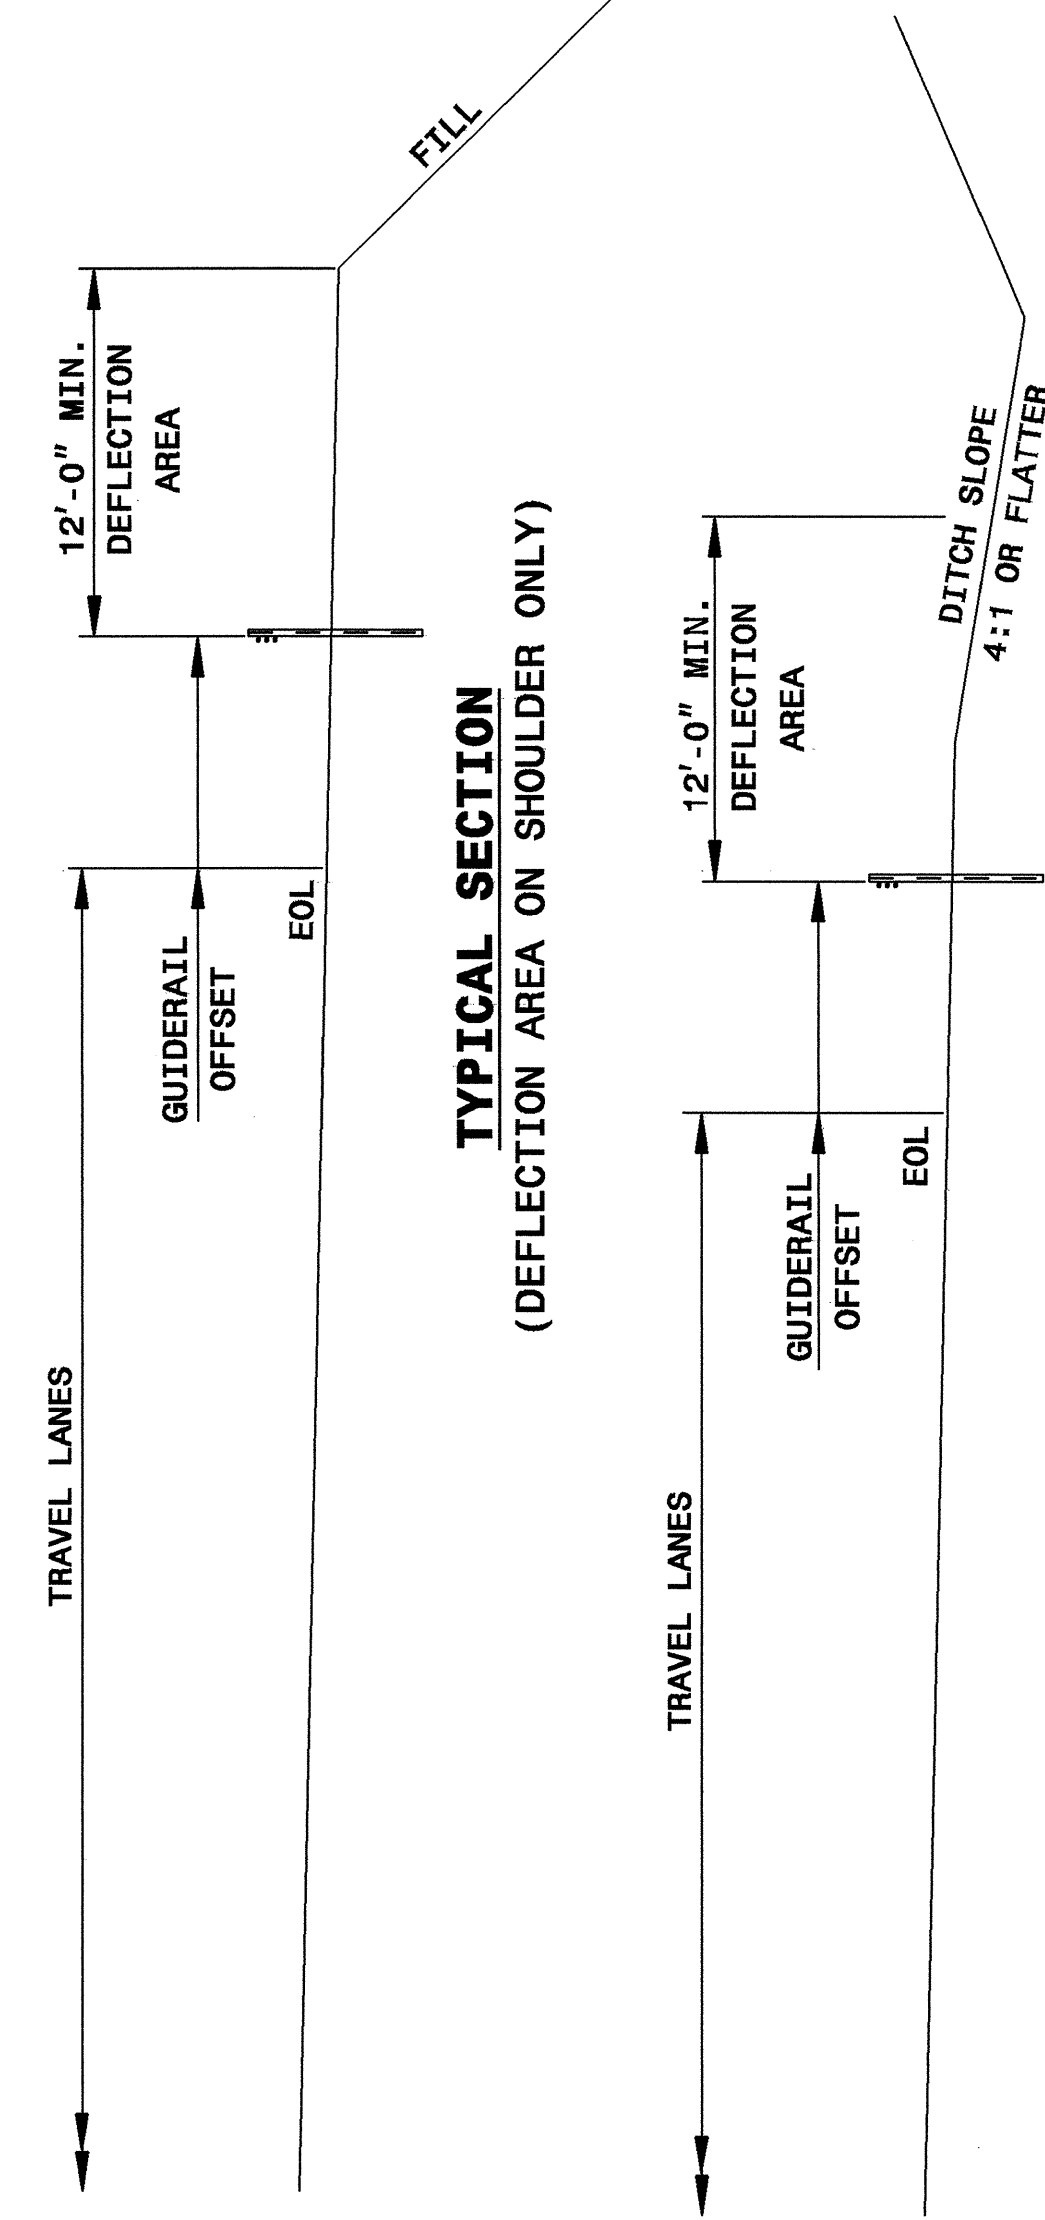 TRAVEL LANES
GUIDERAIL
OFFSET
EOL
12'-0" MIN.
DEFLECTION
AREA
FILL
TYPICAL SECTION
(DEFLECTION AREA ON SHOULDER ONLY)
TRAVEL LANES
GUIDERAIL
OFFSET
EOL
12'-0" MIN.
DEFLECTION
AREA
DITCH SLOPE
4:1 OR FLATTER